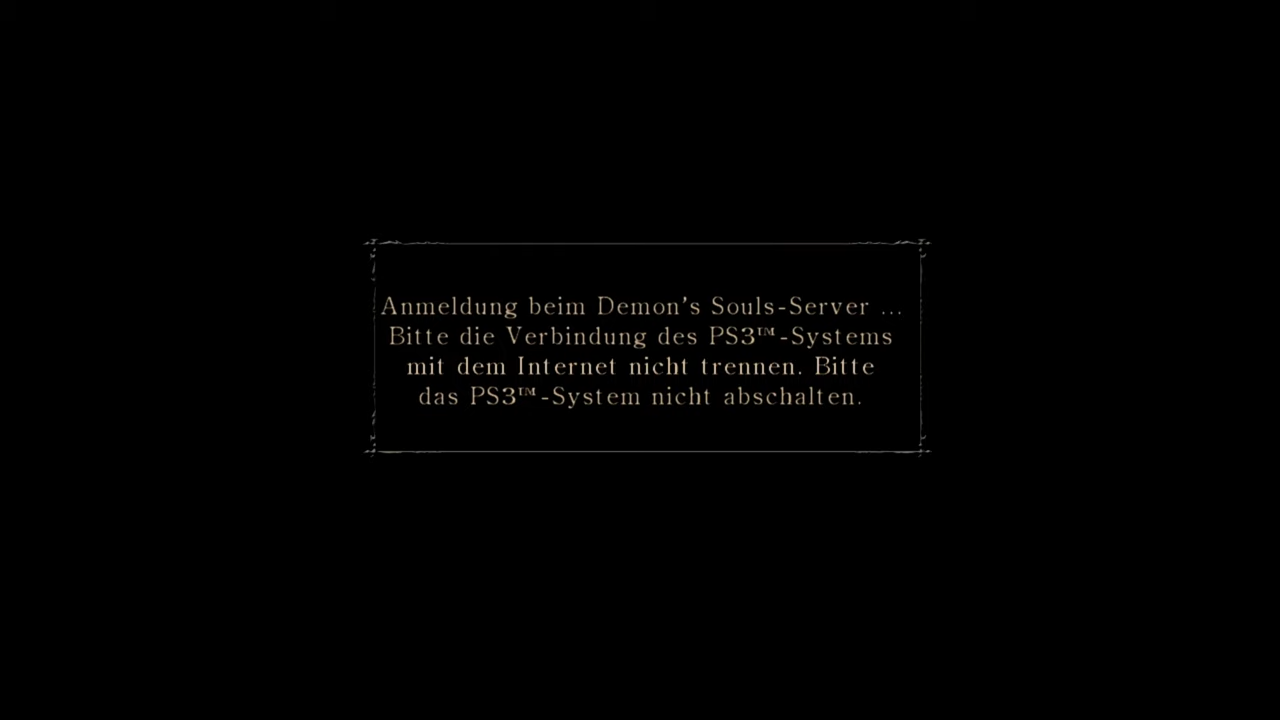 Anmeldung beim Demon's Souls-Server ...
Bitte die Verbindung des PS3™-Systems
mit dem Internet nicht trennen. Bitte
das PS3™-System nicht abschalten.